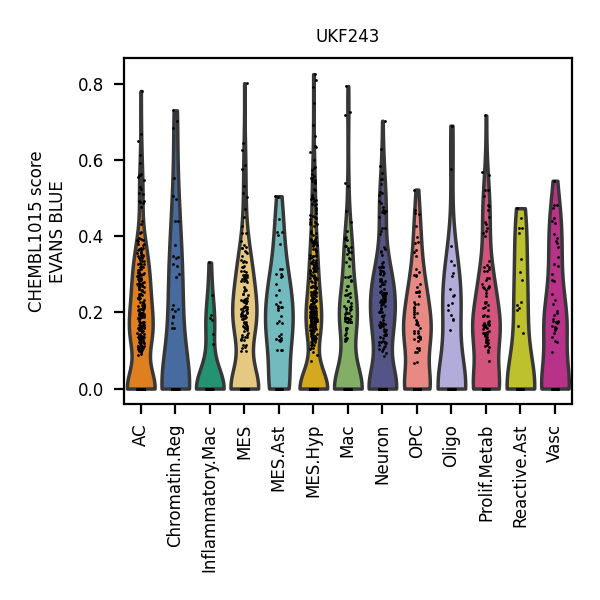 UKF243
CHEMBL1015 score
EVANS BLUE
0.8
0.6
0.4
0.2
0.0
AC
Chromatin.Reg
Inflammatory.Mac
MES
MES.Ast
MES.Hyp
Mac
Neuron
OPC
Oligo
Prolif.Metab
Reactive.Ast
Vasc